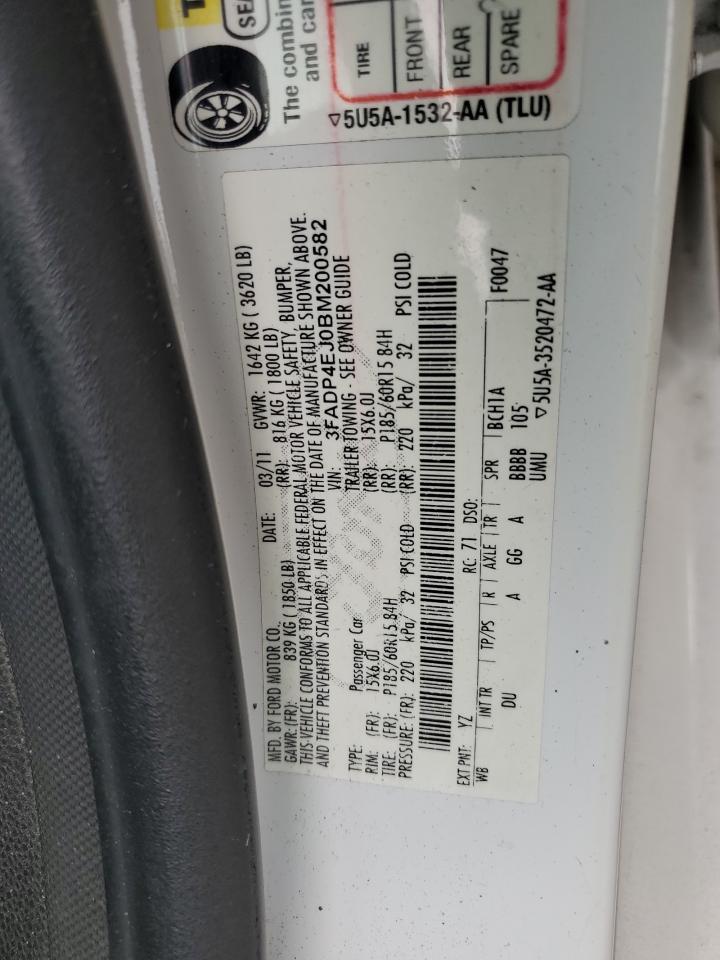 SEA
The combin
and car
TIRE
FRONT
REAR
SPARE
▽5U5A-1532-AA (TLU)
MFD. BY FORD MOTOR CO. DATE: 03/11 GVWR: 1642 KG ( 3620 LB)
GAWR: (FR): 839 KG ( 1850 LB) (RR): 816 KG ( 1800 LB)
THIS VEHICLE CONFORMS TO ALL APPLICABLE FEDERAL MOTOR VEHICLE SAFETY, BUMPER,
AND THEFT PREVENTION STANDARDS IN EFFECT ON THE DATE OF MANUFACTURE SHOWN ABOVE.
VIN: 3FADP4EJ0BM200582
TYPE: Passenger Car TRAILER TOWING - SEE OWNER GUIDE
RIM: (FR): 15X6.0J (RR): 15X6.0J
TIRE: (FR): P185/60R15 84H (RR): P185/60R15 84H
PRESSURE: (FR): 220 kPa/ 32 PSI COLD (RR): 220 kPa/ 32 PSI COLD
EXT PNT: YZ RC: 71 DSO: F0047
WB INT TR TP/PS R AXLE TR SPR BCH1A
DU A GG A BBBB 105
UMU ▽5U5A-3520472-AA